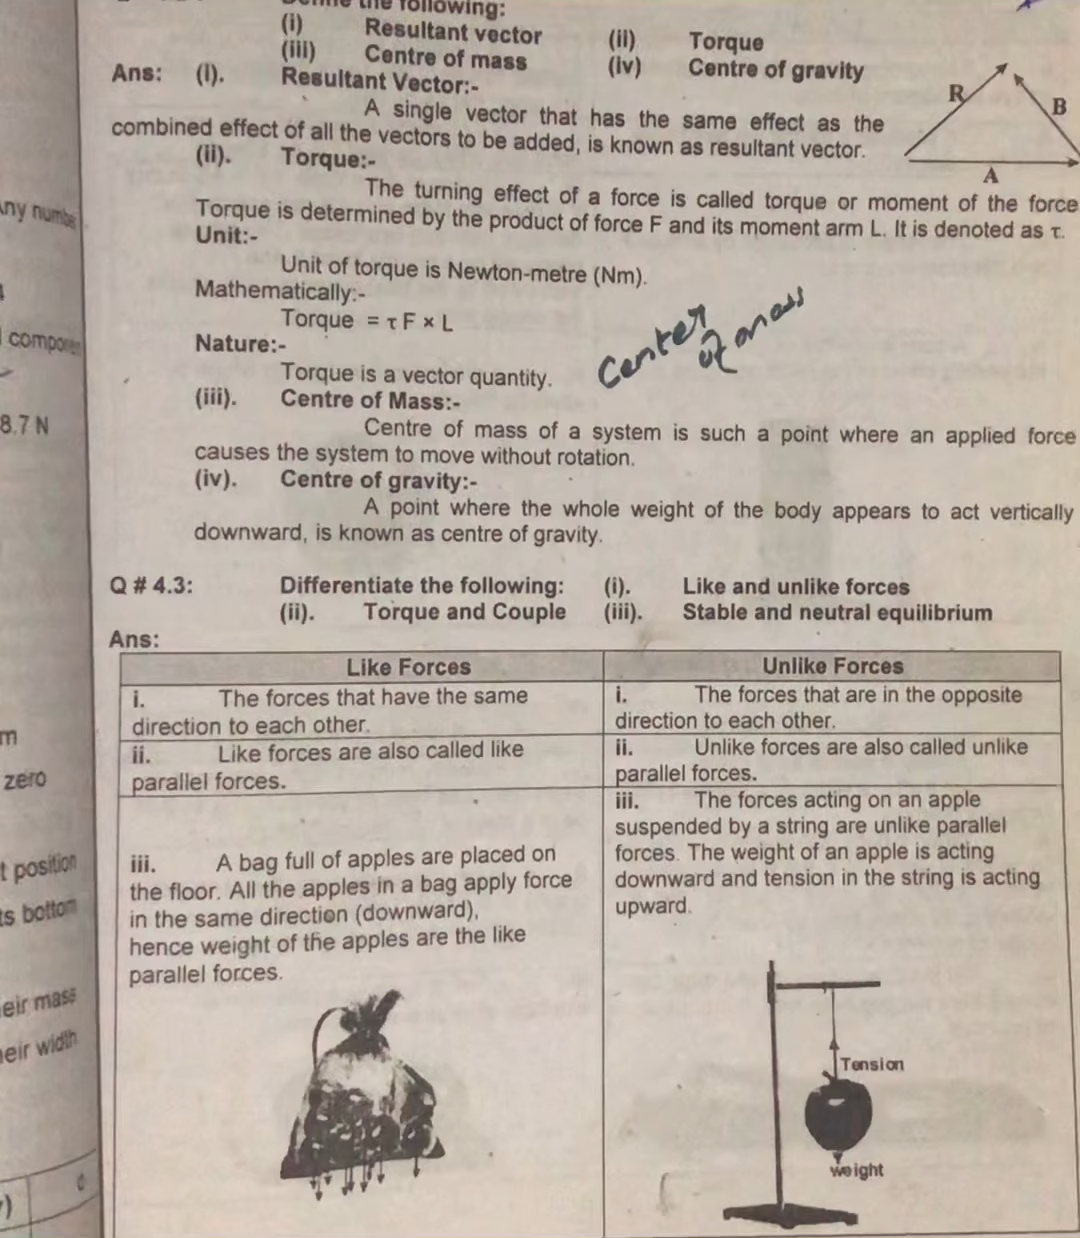 the following:
(i) Resultant vector (ii) Torque
(iii) Centre of mass (iv) Centre of gravity
Ans: (i). Resultant Vector:-
A single vector that has the same effect as the
combined effect of all the vectors to be added, is known as resultant vector.
R
B
A
(ii). Torque:-
The turning effect of a force is called torque or moment of the force
Torque is determined by the product of force F and its moment arm L. It is denoted as τ.
Unit:-
Unit of torque is Newton-metre (Nm).
Mathematically:-
Torque = τ F × L
Nature:-
Torque is a vector quantity.
Center
of mass
(iii). Centre of Mass:-
Centre of mass of a system is such a point where an applied force
causes the system to move without rotation.
(iv). Centre of gravity:-
A point where the whole weight of the body appears to act vertically
downward, is known as centre of gravity.
Q # 4.3: Differentiate the following: (i). Like and unlike forces
(ii). Torque and Couple (iii). Stable and neutral equilibrium
Ans:
Like Forces
i. The forces that have the same
direction to each other.
ii. Like forces are also called like
parallel forces.
iii. A bag full of apples are placed on
the floor. All the apples in a bag apply force
in the same direction (downward),
hence weight of the apples are the like
parallel forces.
Unlike Forces
i. The forces that are in the opposite
direction to each other.
ii. Unlike forces are also called unlike
parallel forces.
iii. The forces acting on an apple
suspended by a string are unlike parallel
forces. The weight of an apple is acting
downward and tension in the string is acting
upward.
Tension
weight
8.7 N
zero
position
bottom
mass
width